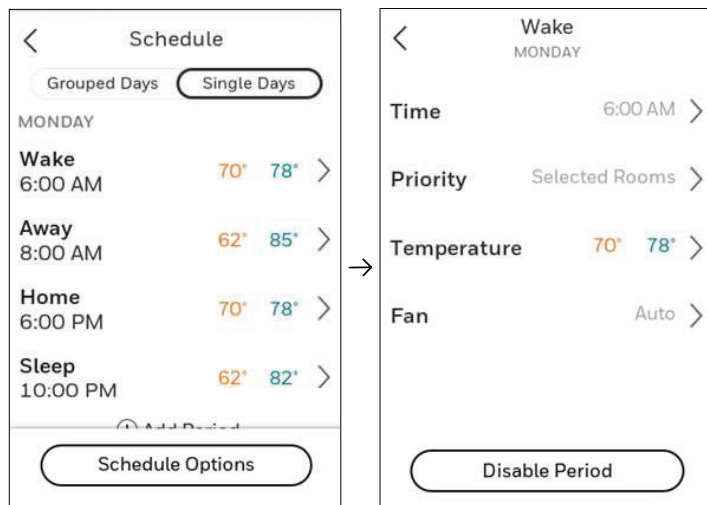 Schedule
Grouped Days Single Days
MONDAY
Wake
6:00 AM
70° 78°
Away
8:00 AM
62° 85°
Home
6:00 PM
70° 78°
Sleep
10:00 PM
62° 82°
Add Period
Schedule Options
Wake
MONDAY
Time 6:00 AM
Priority Selected Rooms
Temperature 70° 78°
Fan Auto
Disable Period